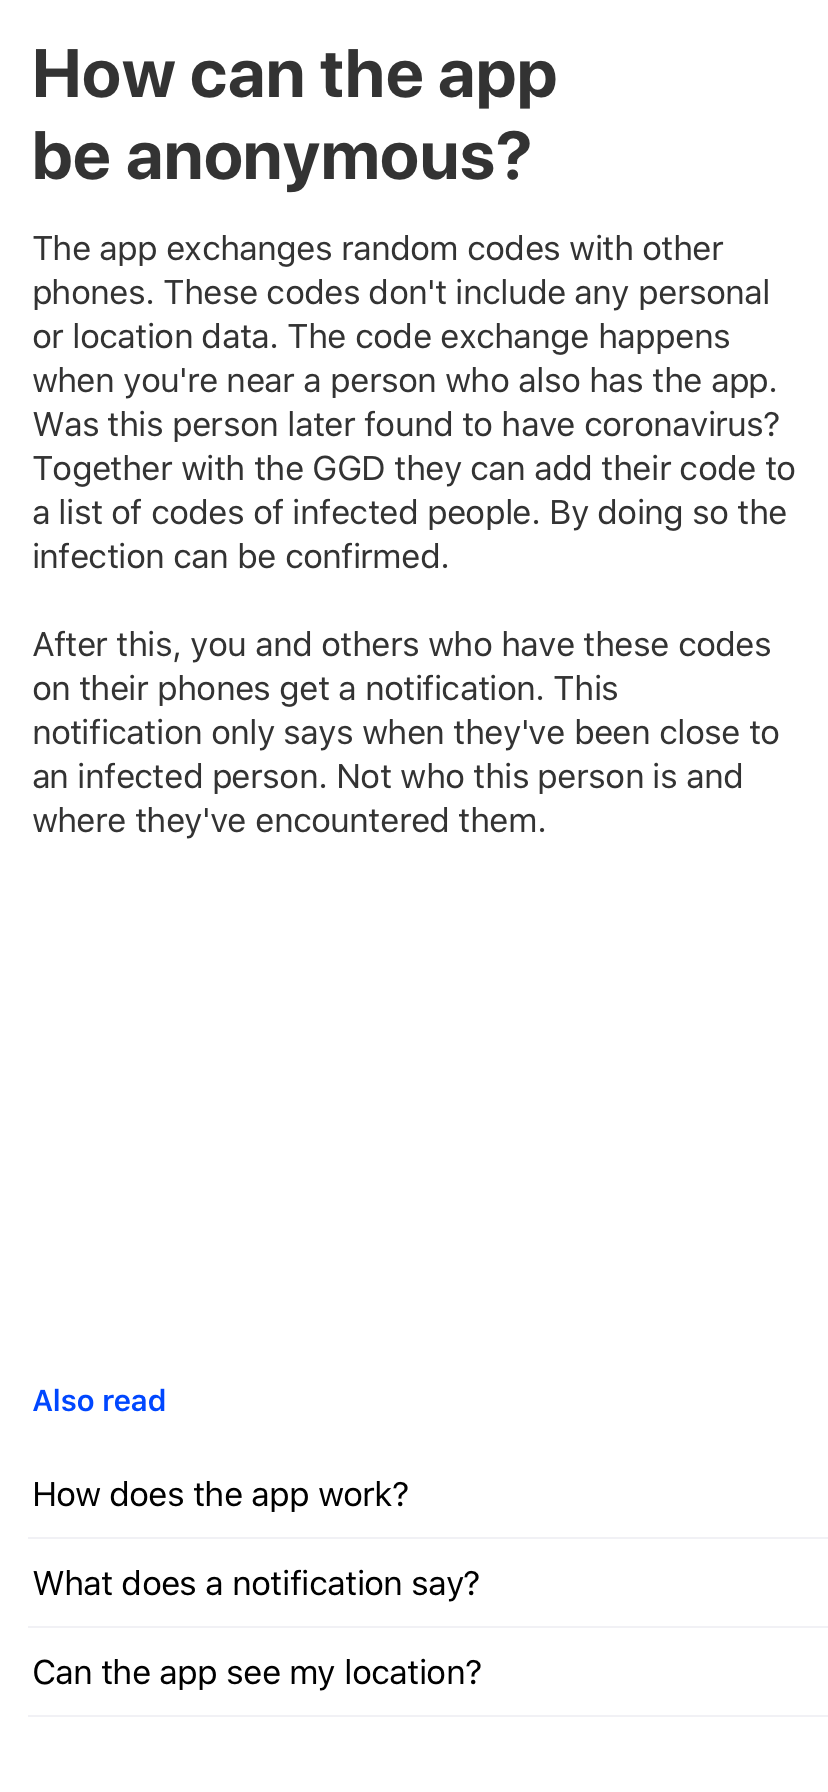 How can the app
be anonymous?
The app exchanges random codes with other
phones. These codes don't include any personal
or location data. The code exchange happens
when you're near a person who also has the app.
Was this person later found to have coronavirus?
Together with the GGD they can add their code to
a list of codes of infected people. By doing so the
infection can be confirmed.
After this, you and others who have these codes
on their phones get a notification. This
notification only says when they've been close to
an infected person. Not who this person is and
where they've encountered them.
Also read
How does the app work?
What does a notification say?
Can the app see my location?